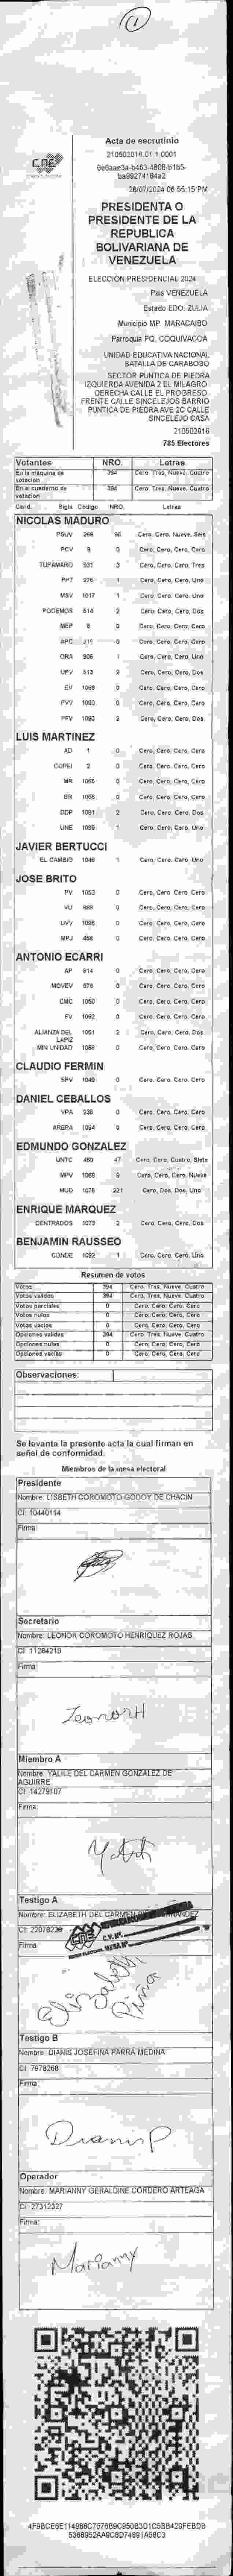 1
Acta de escrutinio
210502016.01.1.0001
28/07/2024 06:55:15 PM
CNE
PRESIDENTA O
PRESIDENTE DE LA
REPUBLICA
BOLIVARIANA DE
VENEZUELA
ELECCIÓN PRESIDENCIAL 2024
País VENEZUELA
Estado EDO. ZULIA
Municipio MP. MARACAIBO
Parroquia PQ. COQUIVACOA
UNIDAD EDUCATIVA NACIONAL
BATALLA DE CARABOBO
SECTOR PUNTICA DE PIEDRA
IZQUIERDA AVENIDA 2 EL MILAGRO
DERECHA CALLE EL PROGRESO
FRENTE CALLE SINCELEJOS BARRIO
PUNTICA DE PIEDRA AVE 2C CALLE
SINCELEJO CASA
210502016
785 Electores
Votantes NRO. Letras
En la máquina de votación 394 Cero, Tres, Nueve, Cuatro
En el cuaderno de votación 394 Cero, Tres, Nueve, Cuatro
Cand. Sigla Código NRO. Letras
NICOLAS MADURO
PSUV 268 96 Cero, Cero, Nueve, Seis
PCV 9 0 Cero, Cero, Cero, Cero
TUPAMARO 931 3 Cero, Cero, Cero, Tres
PPT 276 1 Cero, Cero, Cero, Uno
MSV 1017 1 Cero, Cero, Cero, Uno
PODEMOS 514 2 Cero, Cero, Cero, Dos
MEP 8 0 Cero, Cero, Cero, Cero
APC 311 0 Cero, Cero, Cero, Cero
ORA 906 1 Cero, Cero, Cero, Uno
UPV 513 2 Cero, Cero, Cero, Dos
EV 1089 0 Cero, Cero, Cero, Cero
PVV 1090 0 Cero, Cero, Cero, Cero
PFV 1093 2 Cero, Cero, Cero, Dos
LUIS MARTINEZ
AD 1 0 Cero, Cero, Cero, Cero
COPEI 2 0 Cero, Cero, Cero, Cero
MR 1065 0 Cero, Cero, Cero, Cero
BR 1068 0 Cero, Cero, Cero, Cero
DDP 1091 2 Cero, Cero, Cero, Dos
UNE 1096 1 Cero, Cero, Cero, Uno
JAVIER BERTUCCI
EL CAMBIO 1048 1 Cero, Cero, Cero, Uno
JOSE BRITO
PV 1053 0 Cero, Cero, Cero, Cero
VU 888 0 Cero, Cero, Cero, Cero
UVV 1098 0 Cero, Cero, Cero, Cero
MPJ 458 0 Cero, Cero, Cero, Cero
ANTONIO ECARRI
AP 914 0 Cero, Cero, Cero, Cero
MOVEV 979 0 Cero, Cero, Cero, Cero
CMC 1050 0 Cero, Cero, Cero, Cero
FV 1062 0 Cero, Cero, Cero, Cero
ALIANZA DEL LAPIZ 1051 2 Cero, Cero, Cero, Dos
MIN UNIDAD 1088 0 Cero, Cero, Cero, Cero
CLAUDIO FERMIN
SPV 1049 0 Cero, Cero, Cero, Cero
DANIEL CEBALLOS
VPA 235 0 Cero, Cero, Cero, Cero
AREPA 1094 0 Cero, Cero, Cero, Cero
EDMUNDO GONZALEZ
UNTC 460 47 Cero, Cero, Cuatro, Siete
MPV 1069 9 Cero, Cero, Cero, Nueve
MUD 1076 221 Cero, Dos, Dos, Uno
ENRIQUE MARQUEZ
CENTRADOS 1073 2 Cero, Cero, Cero, Dos
BENJAMIN RAUSSEO
CONDE 1092 1 Cero, Cero, Cero, Uno
Resumen de votos
Votos 394 Cero, Tres, Nueve, Cuatro
Votos válidos 394 Cero, Tres, Nueve, Cuatro
Votos parciales 0 Cero, Cero, Cero, Cero
Votos nulos 0 Cero, Cero, Cero, Cero
Votos vacíos 0 Cero, Cero, Cero, Cero
Opciones válidas 394 Cero, Tres, Nueve, Cuatro
Opciones nulas 0 Cero, Cero, Cero, Cero
Opciones vacías 0 Cero, Cero, Cero, Cero
Observaciones:
Se levanta la presente acta la cual firman en
señal de conformidad.
Miembros de la mesa electoral
Presidente
Nombre: LISBETH COROMOTO GODOY DE CHACIN
CI: 10440114
Firma:
Secretario
Nombre: LEONOR COROMOTO HENRIQUEZ ROJAS
CI: 11284219
Firma:
LeonorH
Miembro A
Nombre: YALILE DEL CARMEN GONZALEZ DE
AGUIRRE
CI: 14279107
Firma:
Testigo A
Nombre: ELIZABETH DEL CARMEN
CNE C.V. Nº.
MESA Nº
Firma:
Elizabeth
Pina
Testigo B
Nombre: DIANIS JOSEFINA PARRA MEDINA
CI: 7978268
Firma:
Dianis P
Operador
Nombre: MARIANNY GERALDINE CORDERO ARTEAGA
CI: 27312327
Firma:
Marianny